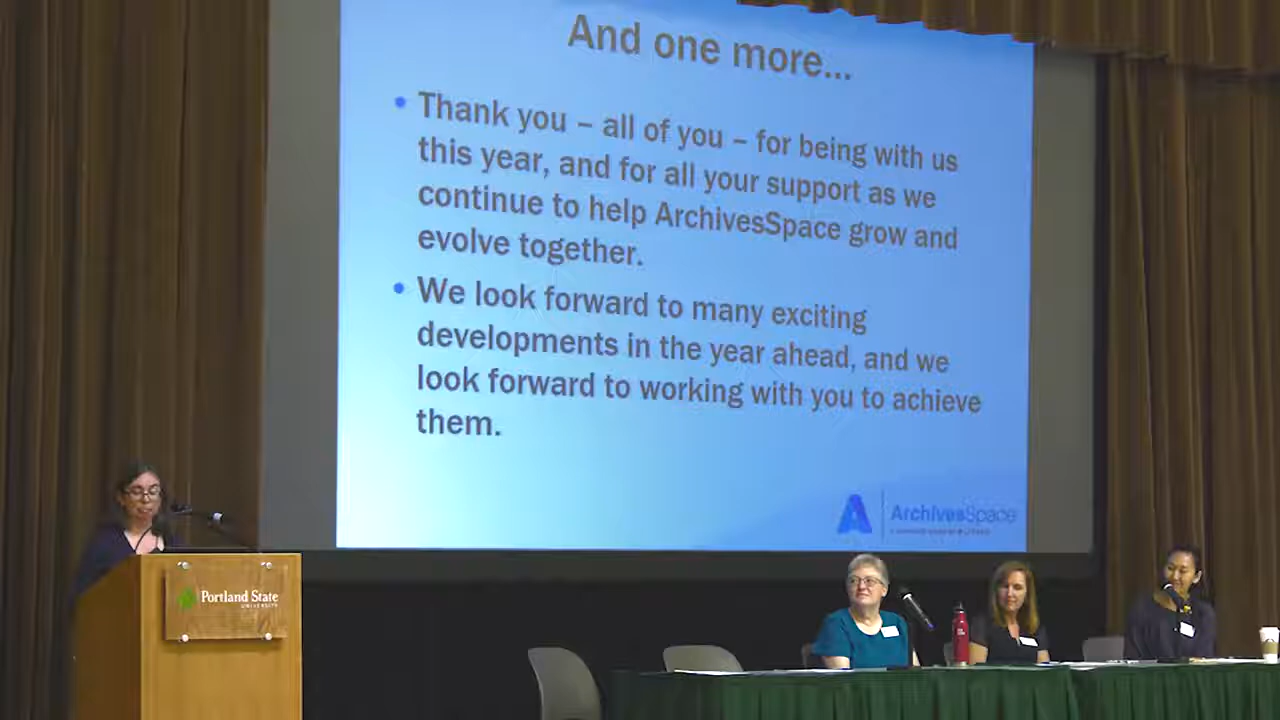 And one more...
• Thank you – all of you – for being with us
this year, and for all your support as we
continue to help ArchivesSpace grow and
evolve together.
• We look forward to many exciting
developments in the year ahead, and we
look forward to working with you to achieve
them.
ArchivesSpace
Portland State
UNIVERSITY